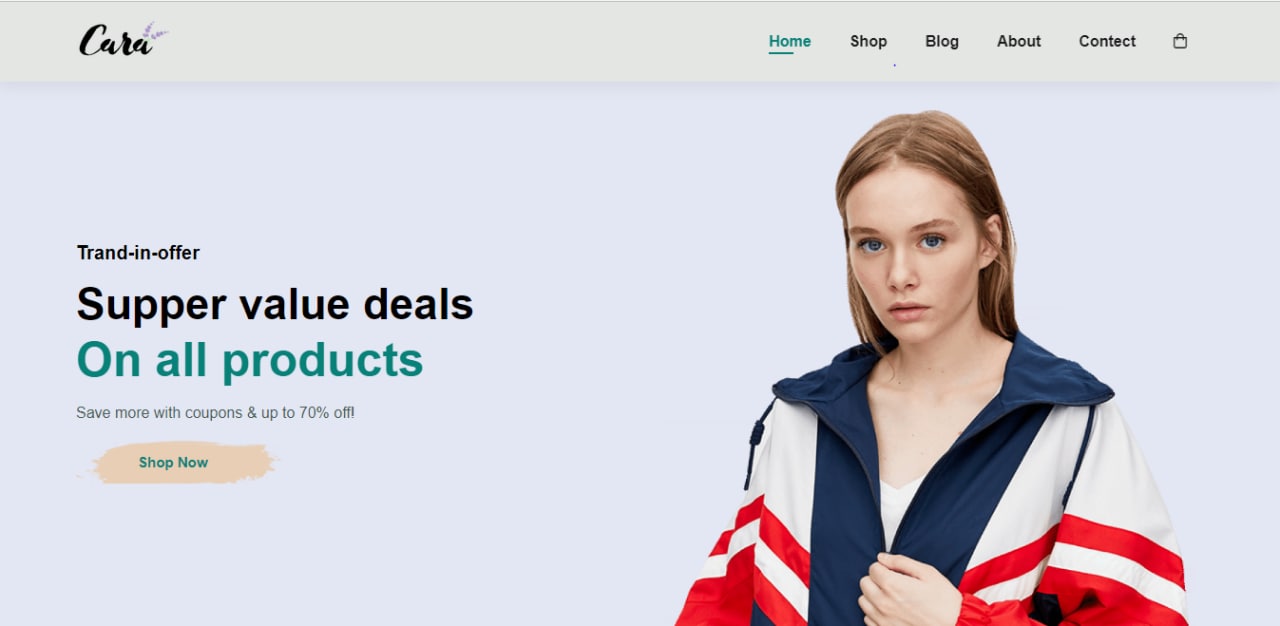 Cara
Home Shop Blog About Contect
Trand-in-offer
Supper value deals
On all products
Save more with coupons & up to 70% off!
Shop Now